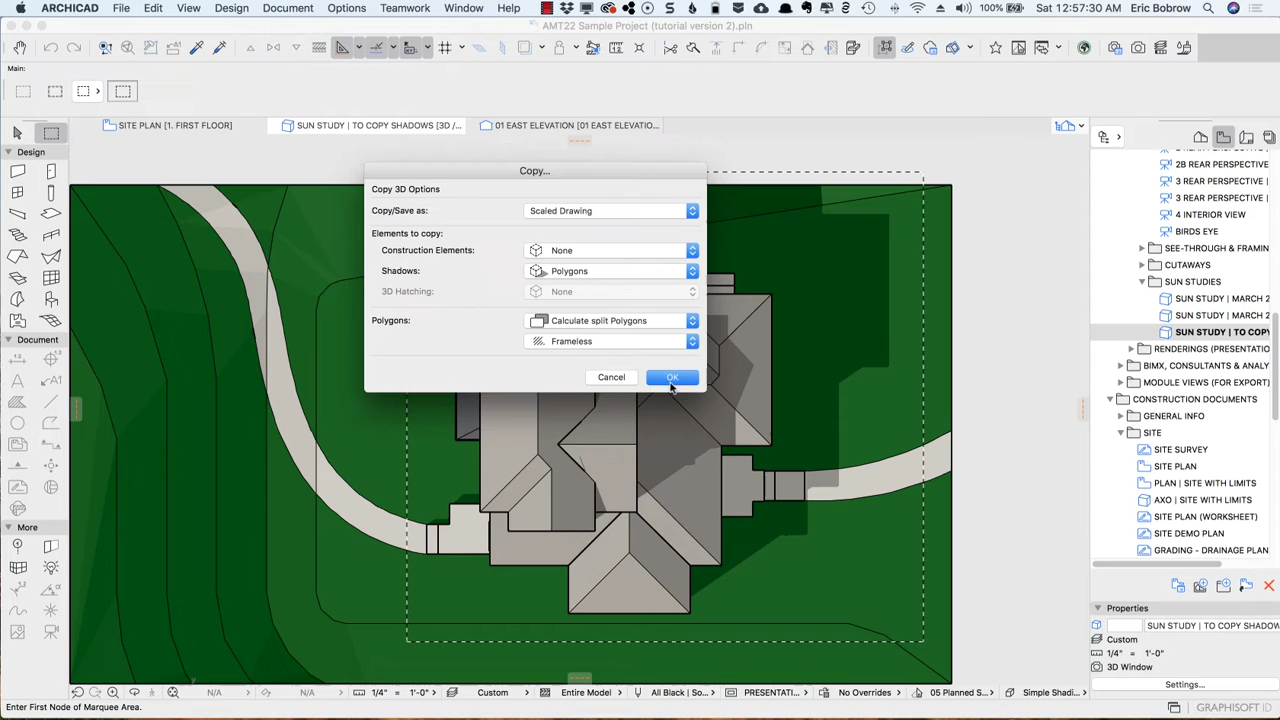 ARCHICAD File Edit View Design Document Options Teamwork Window Help 100% Sun 12:57:30 AM Eric Bobrow
AMT22 Sample Project (tutorial version 2).pln
Main:
SITE PLAN [1. FIRST FLOOR]
SUN STUDY | TO COPY SHADOWS [3D /...
01 EAST ELEVATION [01 EAST ELEVATIO...
Design
Document
More
Copy...
Copy 3D Options
Copy/Save as: Scaled Drawing
Elements to copy:
Construction Elements: None
Shadows: Polygons
3D Hatching: None
Polygons: Calculate split Polygons
Frameless
Cancel OK
2B REAR PERSPECTIVE
3 REAR PERSPECTIVE
3 REAR PERSPECTIVE
4 INTERIOR VIEW
BIRDS EYE
SEE-THROUGH & FRAMIN
CUTAWAYS
SUN STUDIES
SUN STUDY | MARCH 2
SUN STUDY | MARCH 2
SUN STUDY | TO COPY
RENDERINGS (PRESENTATIO
BIMX, CONSULTANTS & ANALY
MODULE VIEWS (FOR EXPORT)
CONSTRUCTION DOCUMENTS
GENERAL INFO
SITE
SITE SURVEY
SITE PLAN
PLAN | SITE WITH LIMITS
AXO | SITE WITH LIMITS
SITE PLAN (WORKSHEET)
SITE DEMO PLAN
GRADING - DRAINAGE PLAN
Properties
SUN STUDY | TO COPY SHADOW
Custom
1/4" = 1'-0"
3D Window
Settings...
N/A N/A 1/4" = 1'-0" Custom Entire Model All Black | So... PRESENTATI... No Overrides 05 Planned S... Simple Shadi...
Enter First Node of Marquee Area.
GRAPHISOFT ID